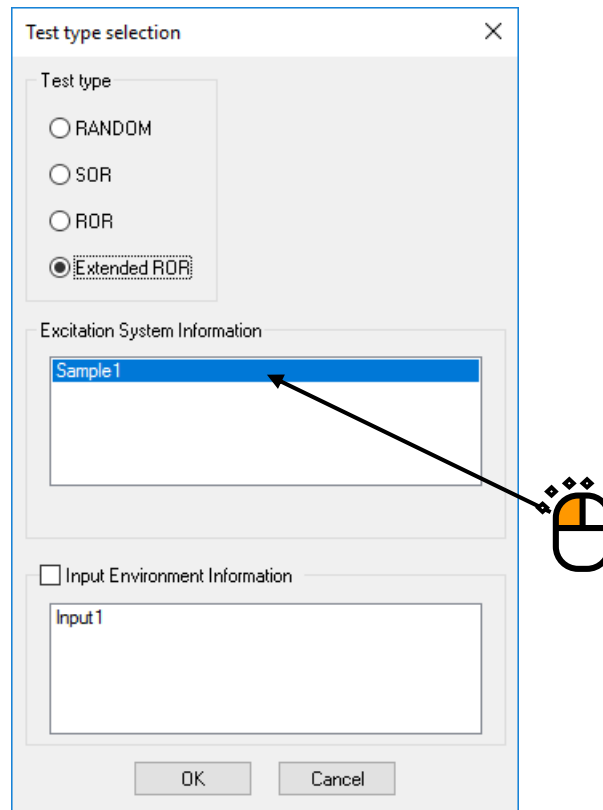 Test type selection
Test type
RANDOM
SOR
ROR
Extended ROR
Excitation System Information
Sample1
Input Environment Information
Input1
OK Cancel